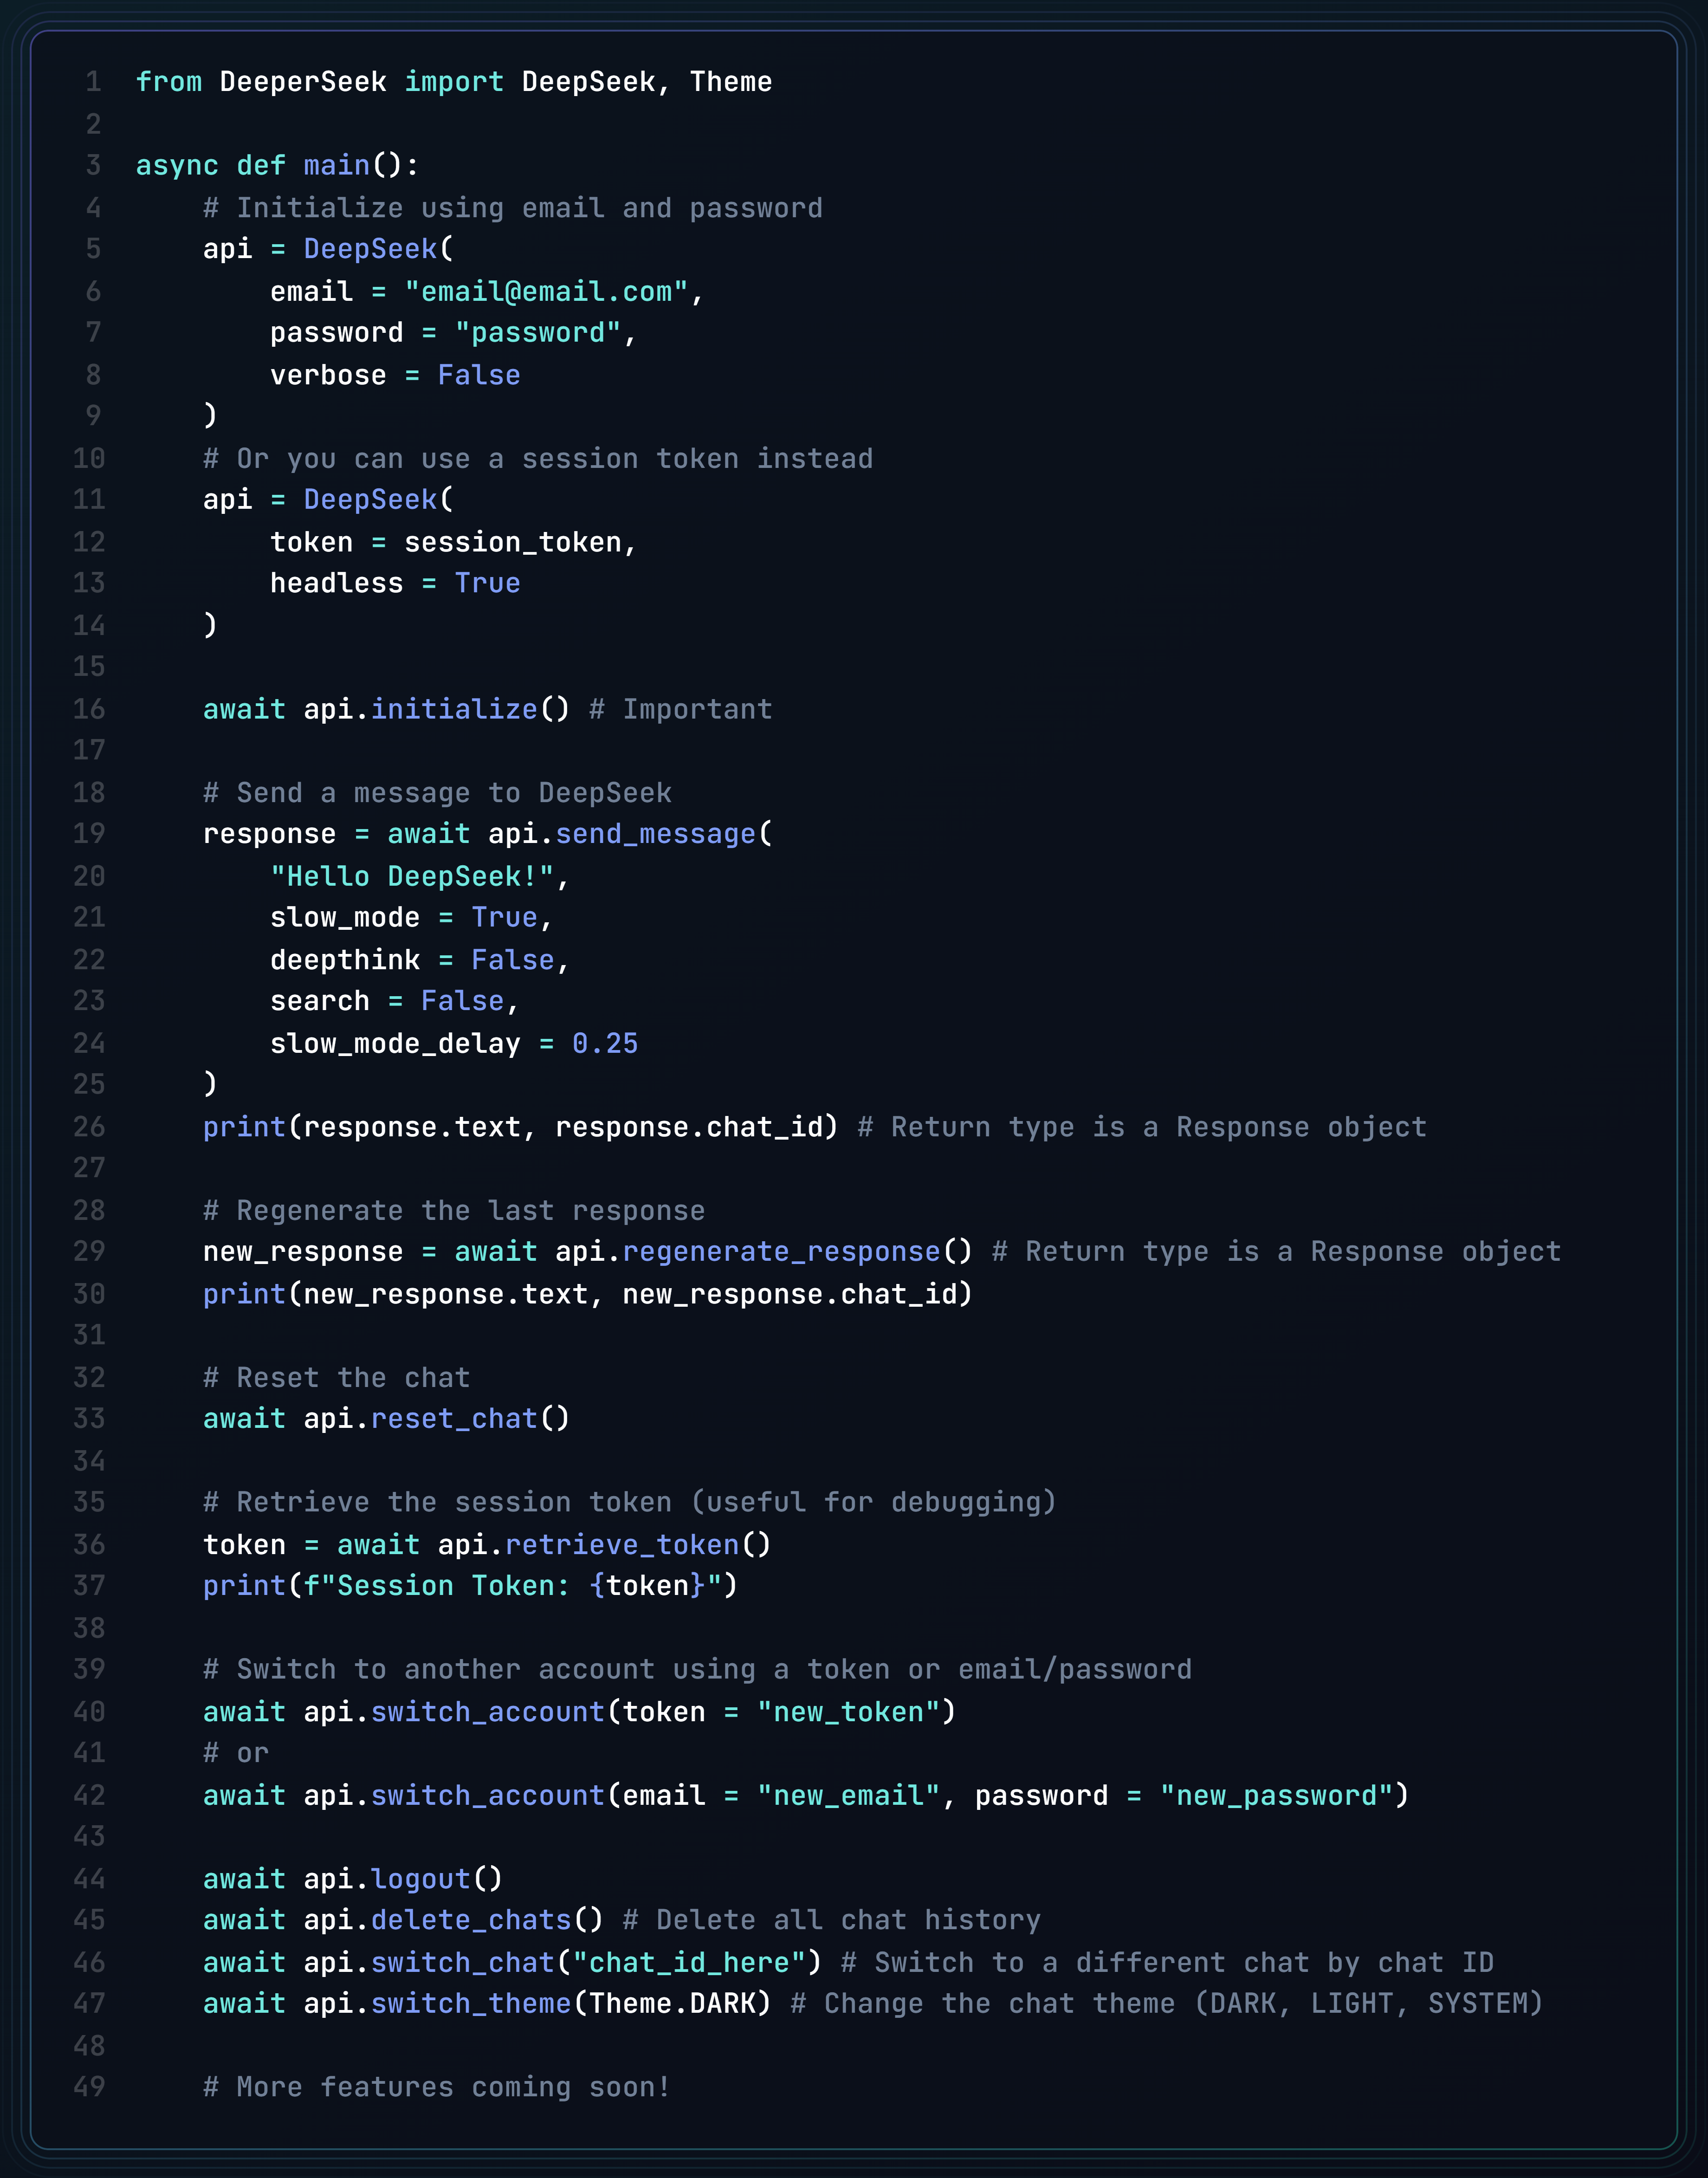 1 from DeeperSeek import DeepSeek, Theme
2
3 async def main():
4     # Initialize using email and password
5     api = DeepSeek(
6         email = "email@email.com",
7         password = "password",
8         verbose = False
9     )
10     # Or you can use a session token instead
11     api = DeepSeek(
12         token = session_token,
13         headless = True
14     )
15
16     await api.initialize() # Important
17
18     # Send a message to DeepSeek
19     response = await api.send_message(
20         "Hello DeepSeek!",
21         slow_mode = True,
22         deepthink = False,
23         search = False,
24         slow_mode_delay = 0.25
25     )
26     print(response.text, response.chat_id) # Return type is a Response object
27
28     # Regenerate the last response
29     new_response = await api.regenerate_response() # Return type is a Response object
30     print(new_response.text, new_response.chat_id)
31
32     # Reset the chat
33     await api.reset_chat()
34
35     # Retrieve the session token (useful for debugging)
36     token = await api.retrieve_token()
37     print(f"Session Token: {token}")
38
39     # Switch to another account using a token or email/password
40     await api.switch_account(token = "new_token")
41     # or
42     await api.switch_account(email = "new_email", password = "new_password")
43
44     await api.logout()
45     await api.delete_chats() # Delete all chat history
46     await api.switch_chat("chat_id_here") # Switch to a different chat by chat ID
47     await api.switch_theme(Theme.DARK) # Change the chat theme (DARK, LIGHT, SYSTEM)
48
49     # More features coming soon!